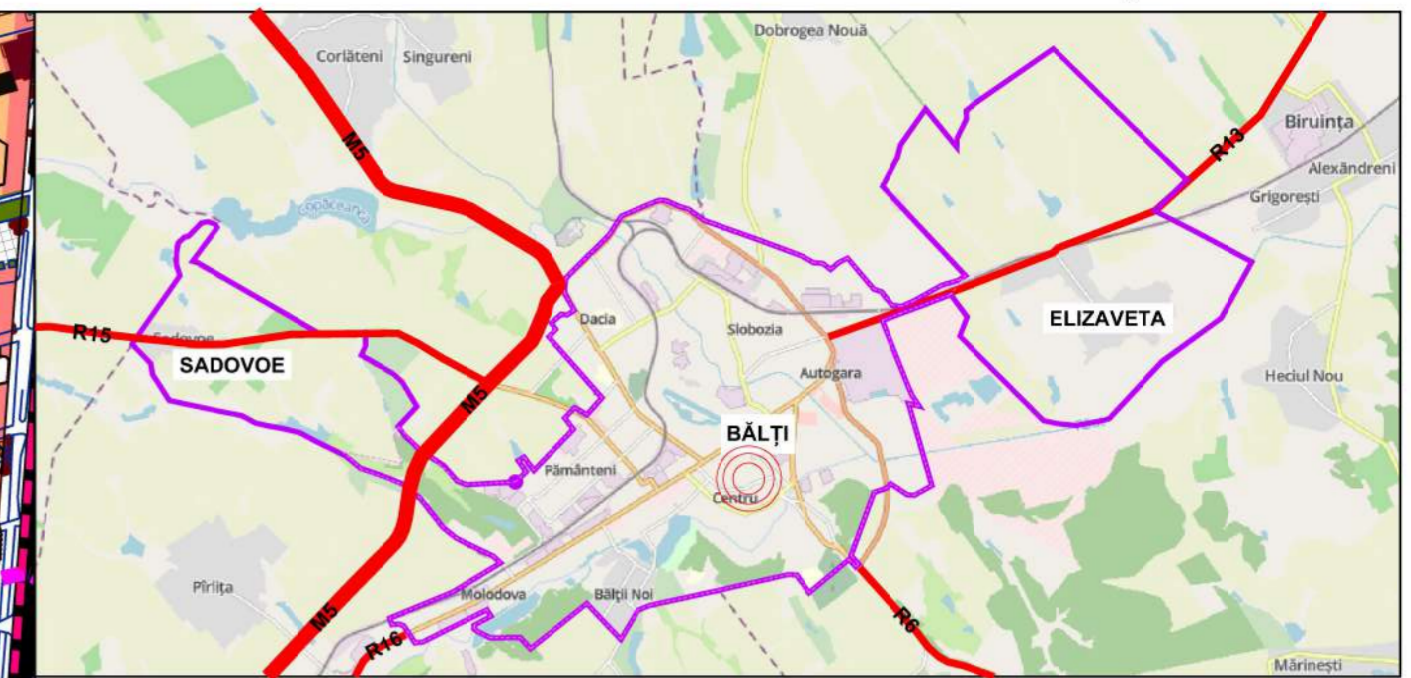 Dobrogea Nouă
Corlăteni
Singureni
M5
R13
Biruința
Alexăndreni
Grigorești
Copăceanca
Dacia
Slobozia
ELIZAVETA
R15
Sadovoe
SADOVOE
Autogara
Heciul Nou
M5
BĂLȚI
Pământeni
Centru
Pîrlița
Molodova
Bălții Noi
M5
R16
R6
Mărinești